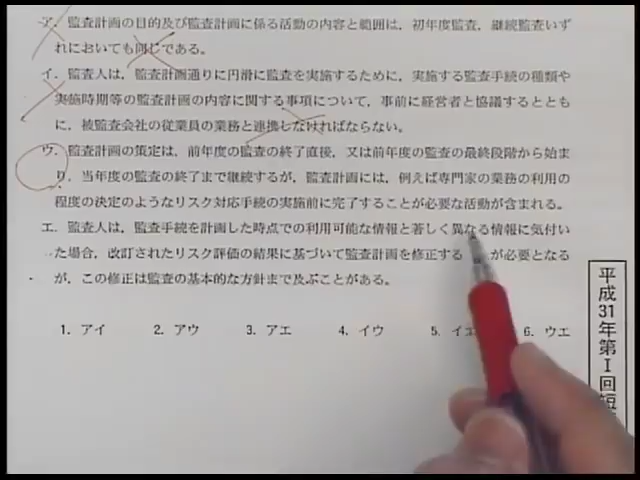 ア．監査計画の目的及び監査計画に係る活動の内容と範囲は，初年度監査，継続監査いず
れにおいても同じである。
イ．監査人は，監査計画通りに円滑に監査を実施するために，実施する監査手続の種類や
実施時期等の監査計画の内容に関する事項について，事前に経営者と協議するととも
に，被監査会社の従業員の業務と連携しなければならない。
ウ．監査計画の策定は，前年度の監査の終了直後，又は前年度の監査の最終段階から始ま
り，当年度の監査の終了まで継続するが，監査計画には，例えば専門家の業務の利用の
程度の決定のようなリスク対応手続の実施前に完了することが必要な活動が含まれる。
エ．監査人は，監査手続を計画した時点での利用可能な情報と著しく異なる情報に気付い
た場合，改訂されたリスク評価の結果に基づいて監査計画を修正する が必要となる
が，この修正は監査の基本的な方針まで及ぶことがある。
1．アイ 2．アウ 3．アエ 4．イウ 5．イエ 6．ウエ
平成31年第Ⅰ回短